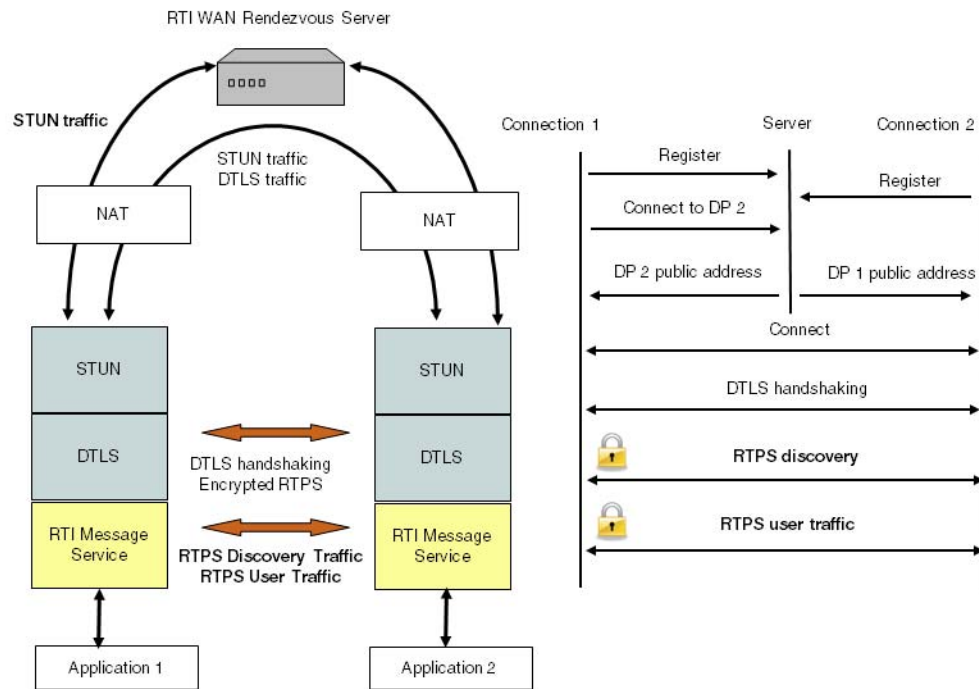 RTI WAN Rendezvous Server
STUN traffic
STUN traffic
DTLS traffic
NAT
NAT
STUN
STUN
DTLS
DTLS
DTLS handshaking
Encrypted RTPS
RTI Message
Service
RTI Message
Service
RTPS Discovery Traffic
RTPS User Traffic
Application 1
Application 2
Connection 1
Server
Connection 2
Register
Register
Connect to DP 2
DP 2 public address
DP 1 public address
Connect
DTLS handshaking
RTPS discovery
RTPS user traffic